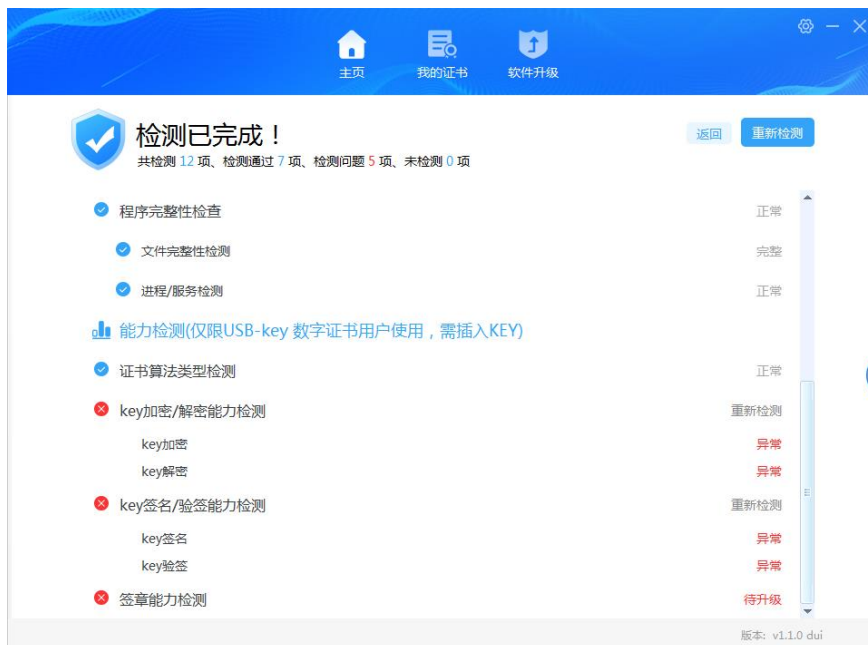 主页 我的证书 软件升级
检测已完成！
返回 重新检测
共检测 12 项、检测通过 7 项、检测问题 5 项、未检测 0 项
程序完整性检查 正常
文件完整性检测 完整
进程/服务检测 正常
能力检测(仅限USB-key 数字证书用户使用，需插入KEY)
证书算法类型检测 正常
key加密/解密能力检测 重新检测
key加密 异常
key解密 异常
key签名/验签能力检测 重新检测
key签名 异常
key验签 异常
签章能力检测 待升级
版本: v1.1.0 dui